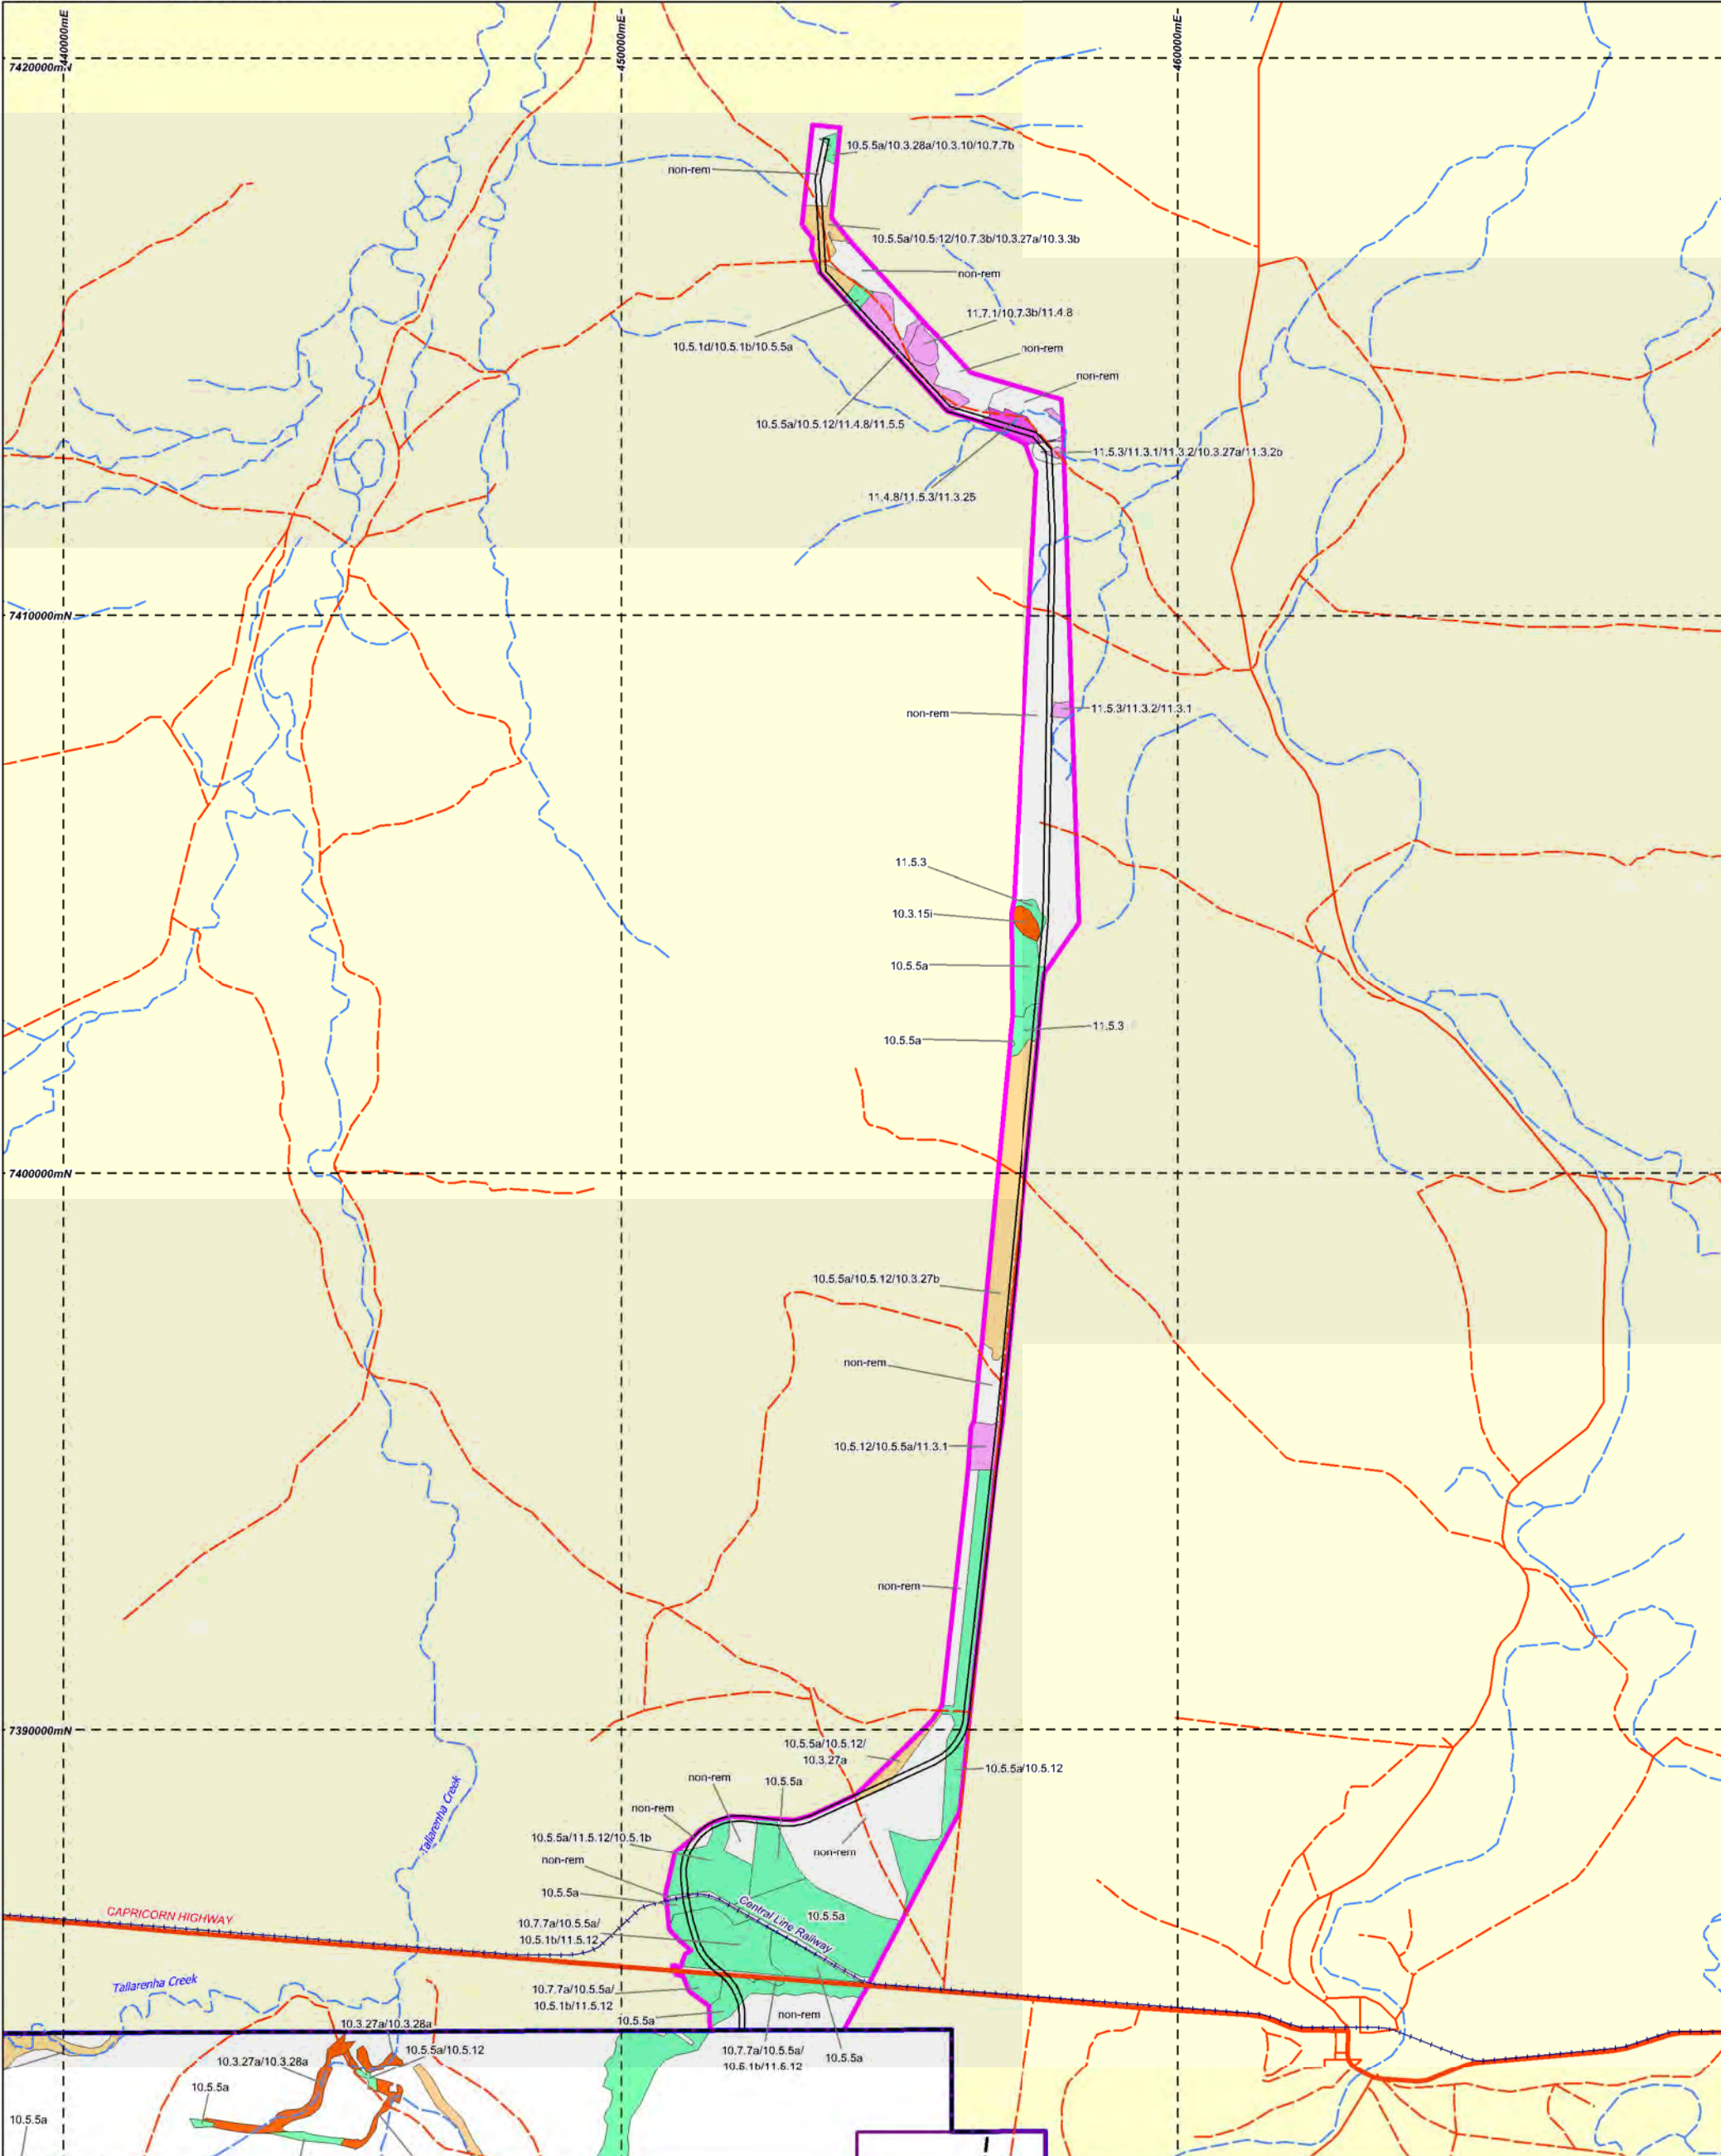 440000mE
450000mE
460000mE
7420000mN
10.5.5a/10.3.28a/10.3.10/10.7.7b
non-rem
10.5.5a/10.5.12/10.7.3b/10.3.27a/10.3.3b
non-rem
11.7.1/10.7.3b/11.4.8
10.5.1d/10.5.1b/10.5.5a
non-rem
non-rem
10.5.5a/10.5.12/11.4.8/11.5.5
11.5.3/11.3.1/11.3.2/10.3.27a/11.3.2b
11.4.8/11.5.3/11.3.25
7410000mN
11.5.3/11.3.2/11.3.1
non-rem
11.5.3
10.3.15i
10.5.5a
11.5.3
10.5.5a
7400000mN
10.5.5a/10.5.12/10.3.27b
non-rem
10.5.12/10.5.5a/11.3.1
non-rem
7390000mN
10.5.5a/10.5.12/
10.3.27a
10.5.5a/10.5.12
non-rem
10.5.5a
non-rem
10.5.5a/11.5.12/10.5.1b
non-rem
non-rem
10.5.5a
Tallarenha Creek
CAPRICORN HIGHWAY
Central Line Railway
10.5.5a
10.7.7a/10.5.5a/
10.5.1b/11.5.12
Tallarenha Creek
10.7.7a/10.5.5a/
10.5.1b/11.5.12
10.5.5a
non-rem
10.3.27a/10.3.28a
10.5.5a/10.5.12
10.7.7a/10.5.5a/
10.5.1b/11.5.12
10.5.5a
10.3.27a/10.3.28a
10.5.5a
10.5.5a